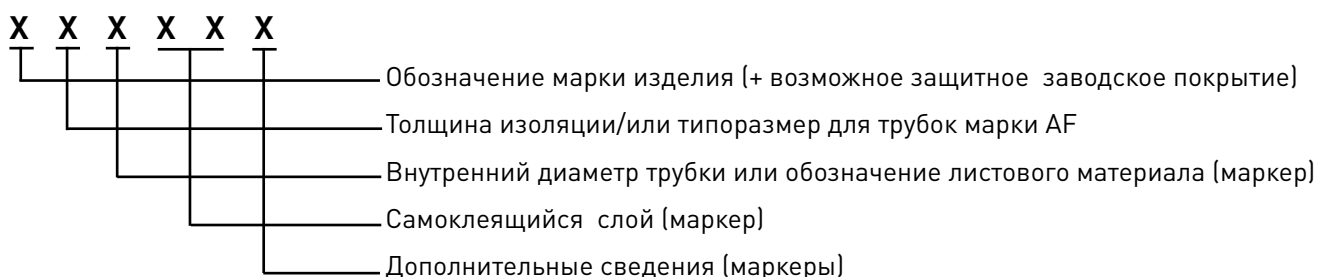 X X X X X X
Обозначение марки изделия (+ возможное защитное заводское покрытие)
Толщина изоляции/или типоразмер для трубок марки AF
Внутренний диаметр трубки или обозначение листового материала (маркер)
Самоклеящийся слой (маркер)
Дополнительные сведения (маркеры)